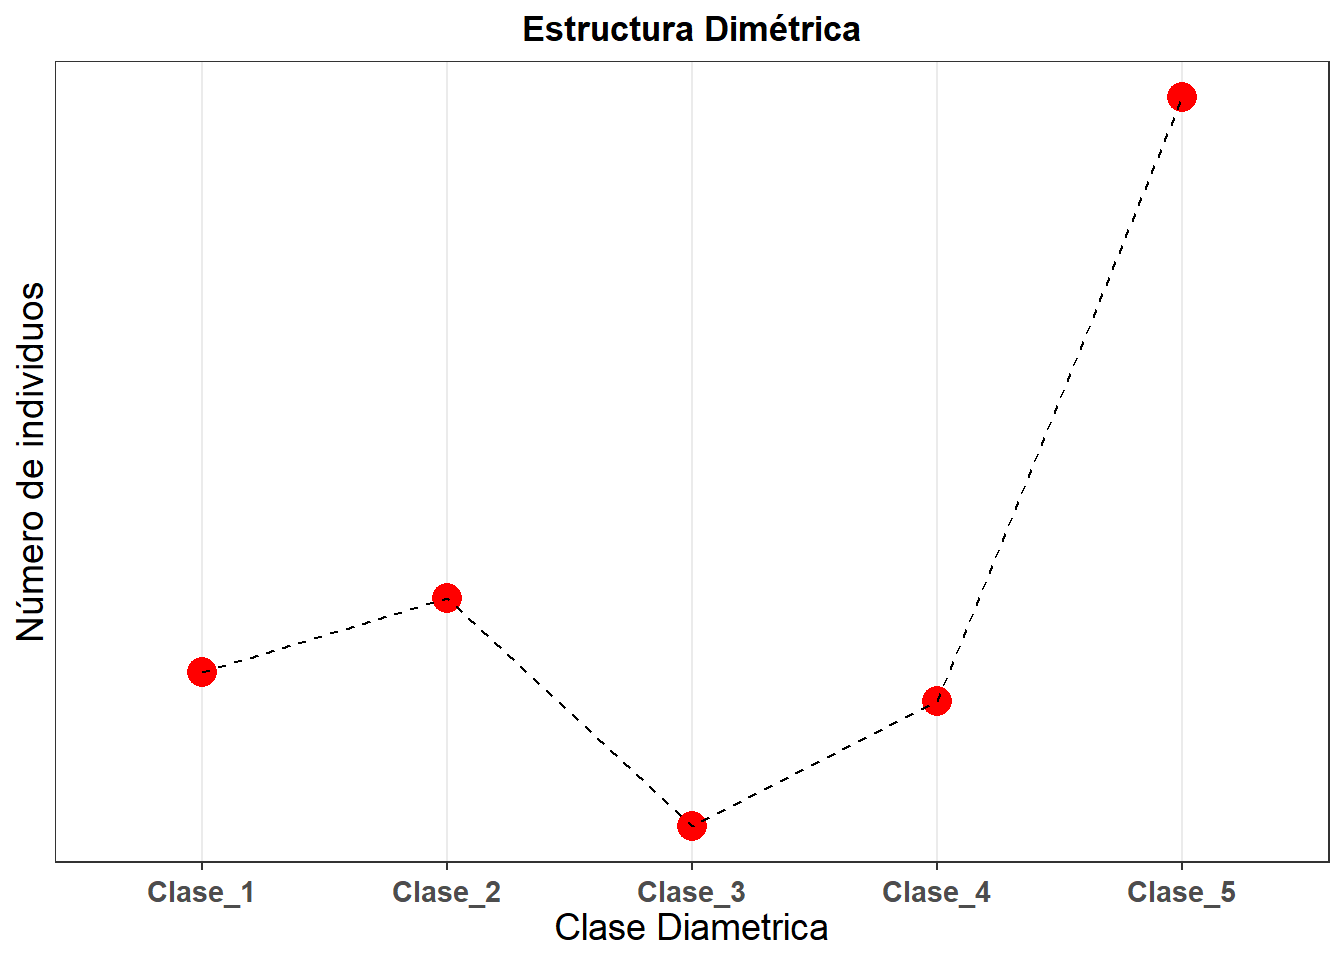 Estructura Dimétrica
Número de individuos
Clase_1 Clase_2 Clase_3 Clase_4 Clase_5
Clase Diametrica